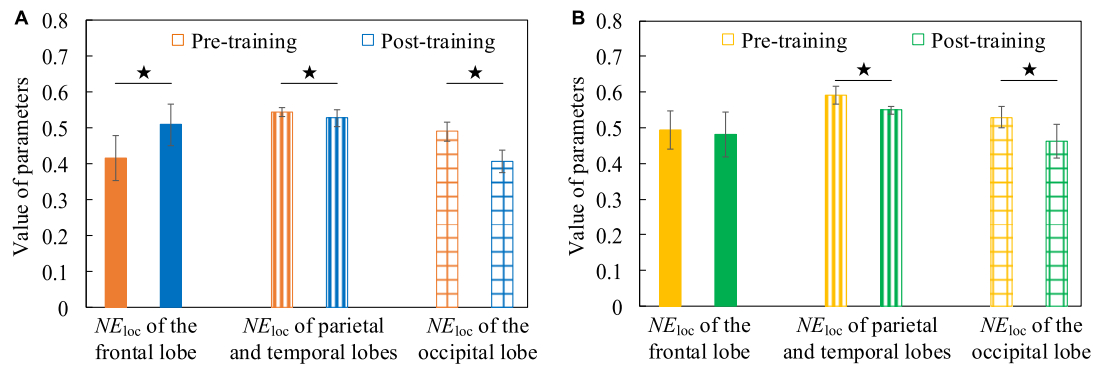 A
Value of parameters
0.8
0.7
0.6
0.5
0.4
0.3
0.2
0.1
0
Pre-training
Post-training
★
★
★
NEloc of the
frontal lobe
NEloc of parietal
and temporal lobes
NEloc of the
occipital lobe
B
Value of parameters
0.8
0.7
0.6
0.5
0.4
0.3
0.2
0.1
0
Pre-training
Post-training
★
★
NEloc of the
frontal lobe
NEloc of parietal
and temporal lobes
NEloc of the
occipital lobe